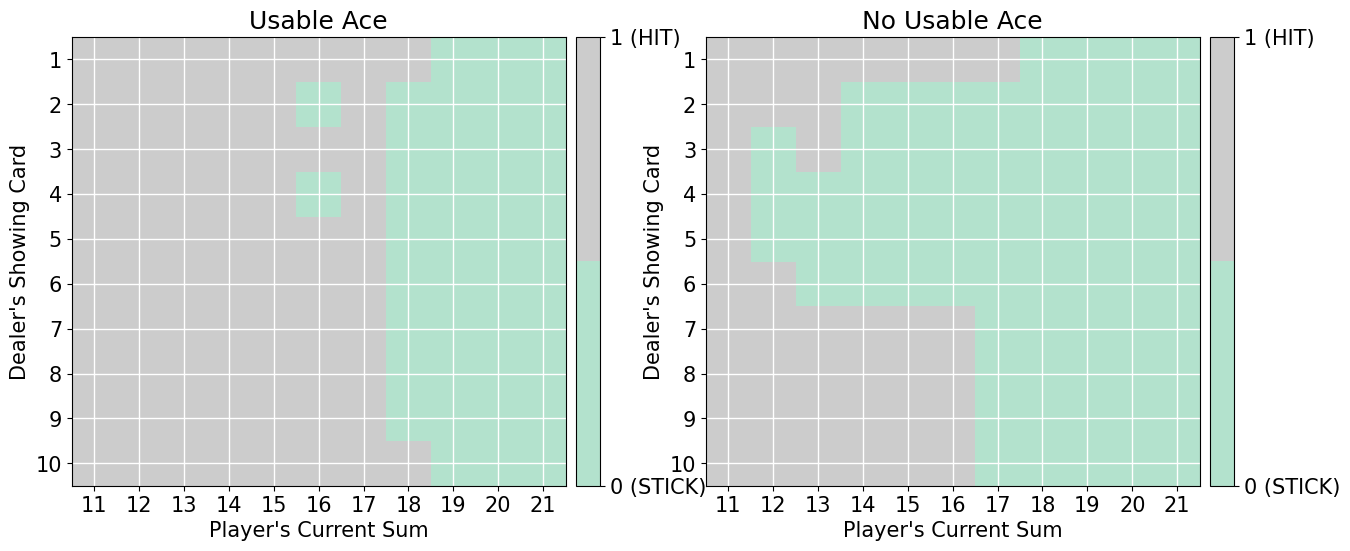 Usable Ace
Dealer's Showing Card
1
2
3
4
5
6
7
8
9
10
11 12 13 14 15 16 17 18 19 20 21
Player's Current Sum
1 (HIT)
0 (STICK)
No Usable Ace
Dealer's Showing Card
1
2
3
4
5
6
7
8
9
10
11 12 13 14 15 16 17 18 19 20 21
Player's Current Sum
1 (HIT)
0 (STICK)